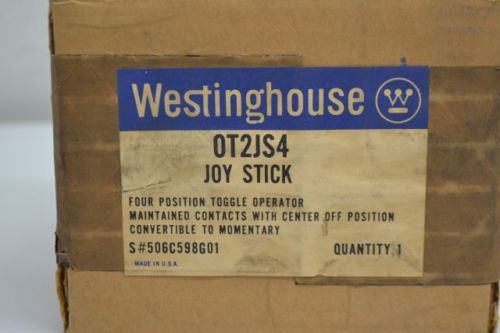 Westinghouse
OT2JS4
JOY STICK
FOUR POSITION TOGGLE OPERATOR
MAINTAINED CONTACTS WITH CENTER OFF POSITION
CONVERTIBLE TO MOMENTARY
S#506C598G01 QUANTITY 1
MADE IN U.S.A.